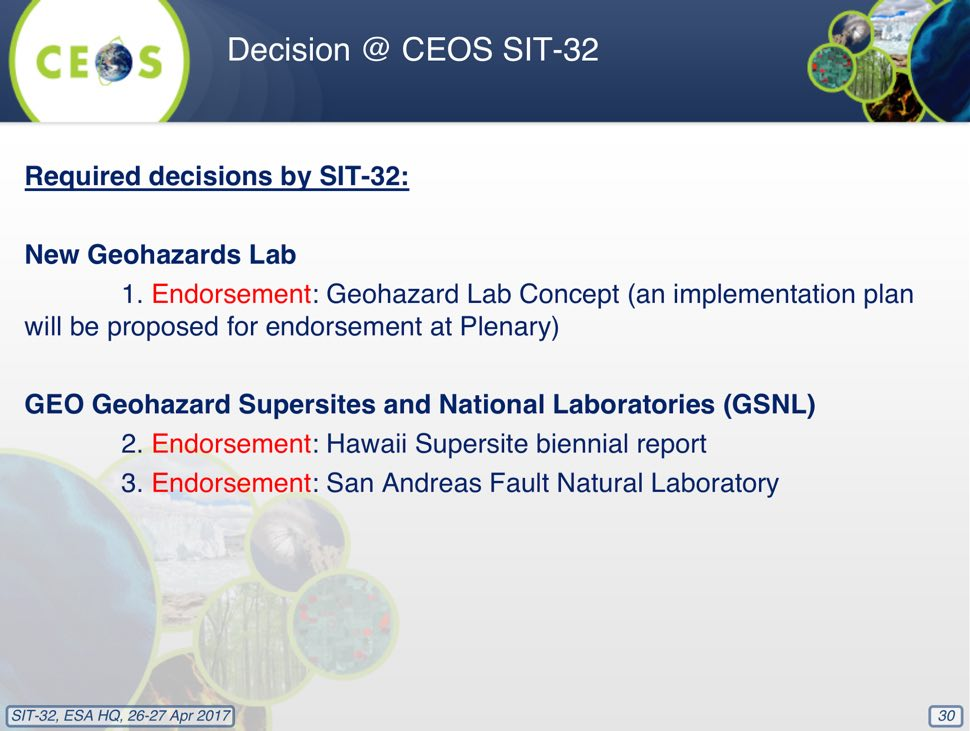 CEOS
Decision @ CEOS SIT-32
Required decisions by SIT-32:
New Geohazards Lab
1. Endorsement: Geohazard Lab Concept (an implementation plan
will be proposed for endorsement at Plenary)
GEO Geohazard Supersites and National Laboratories (GSNL)
2. Endorsement: Hawaii Supersite biennial report
3. Endorsement: San Andreas Fault Natural Laboratory
SIT-32, ESA HQ, 26-27 Apr 2017
30